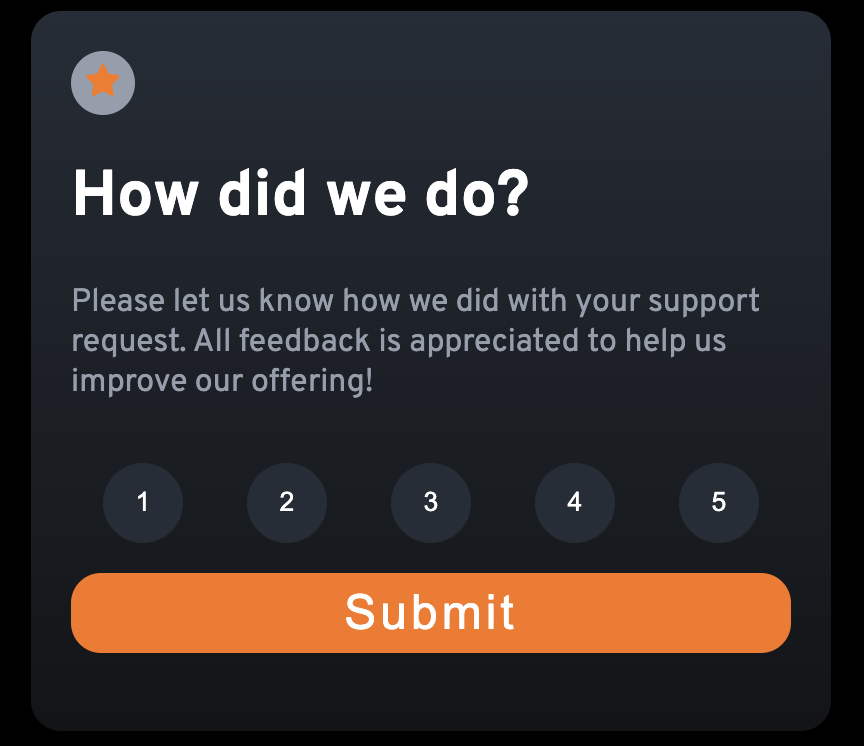 How did we do?
Please let us know how we did with your support
request. All feedback is appreciated to help us
improve our offering!
1 2 3 4 5
Submit